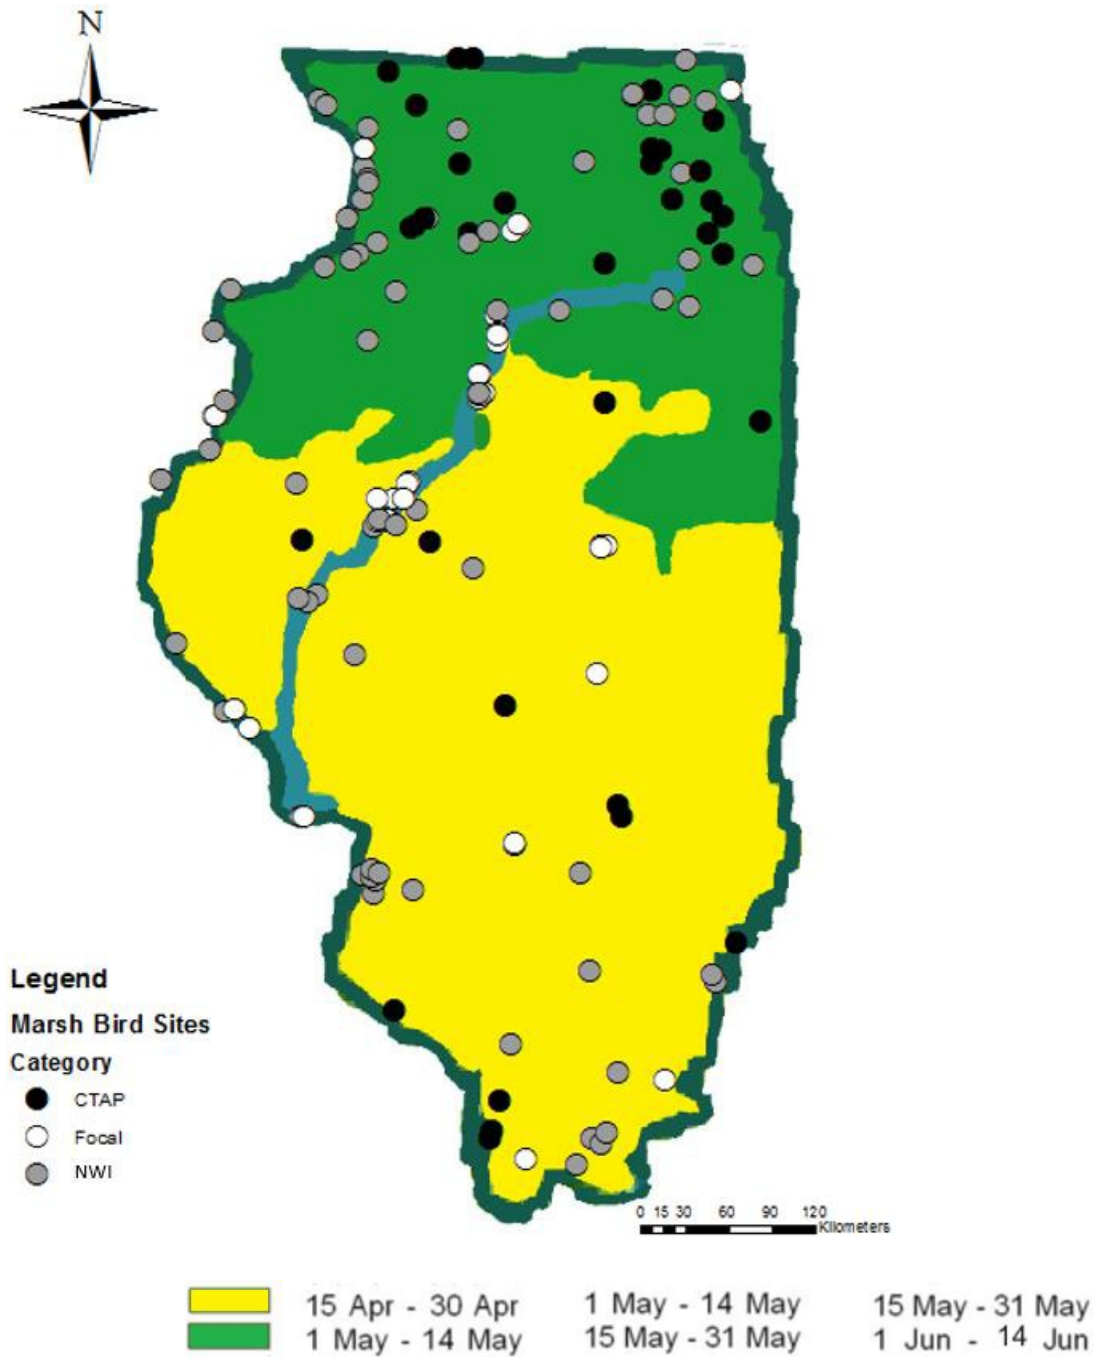 N
Legend
Marsh Bird Sites
Category
CTAP
Focal
NWI
0 15 30 60 90 120
Kilometers
15 Apr - 30 Apr 1 May - 14 May 15 May - 31 May
1 May - 14 May 15 May - 31 May 1 Jun - 14 Jun